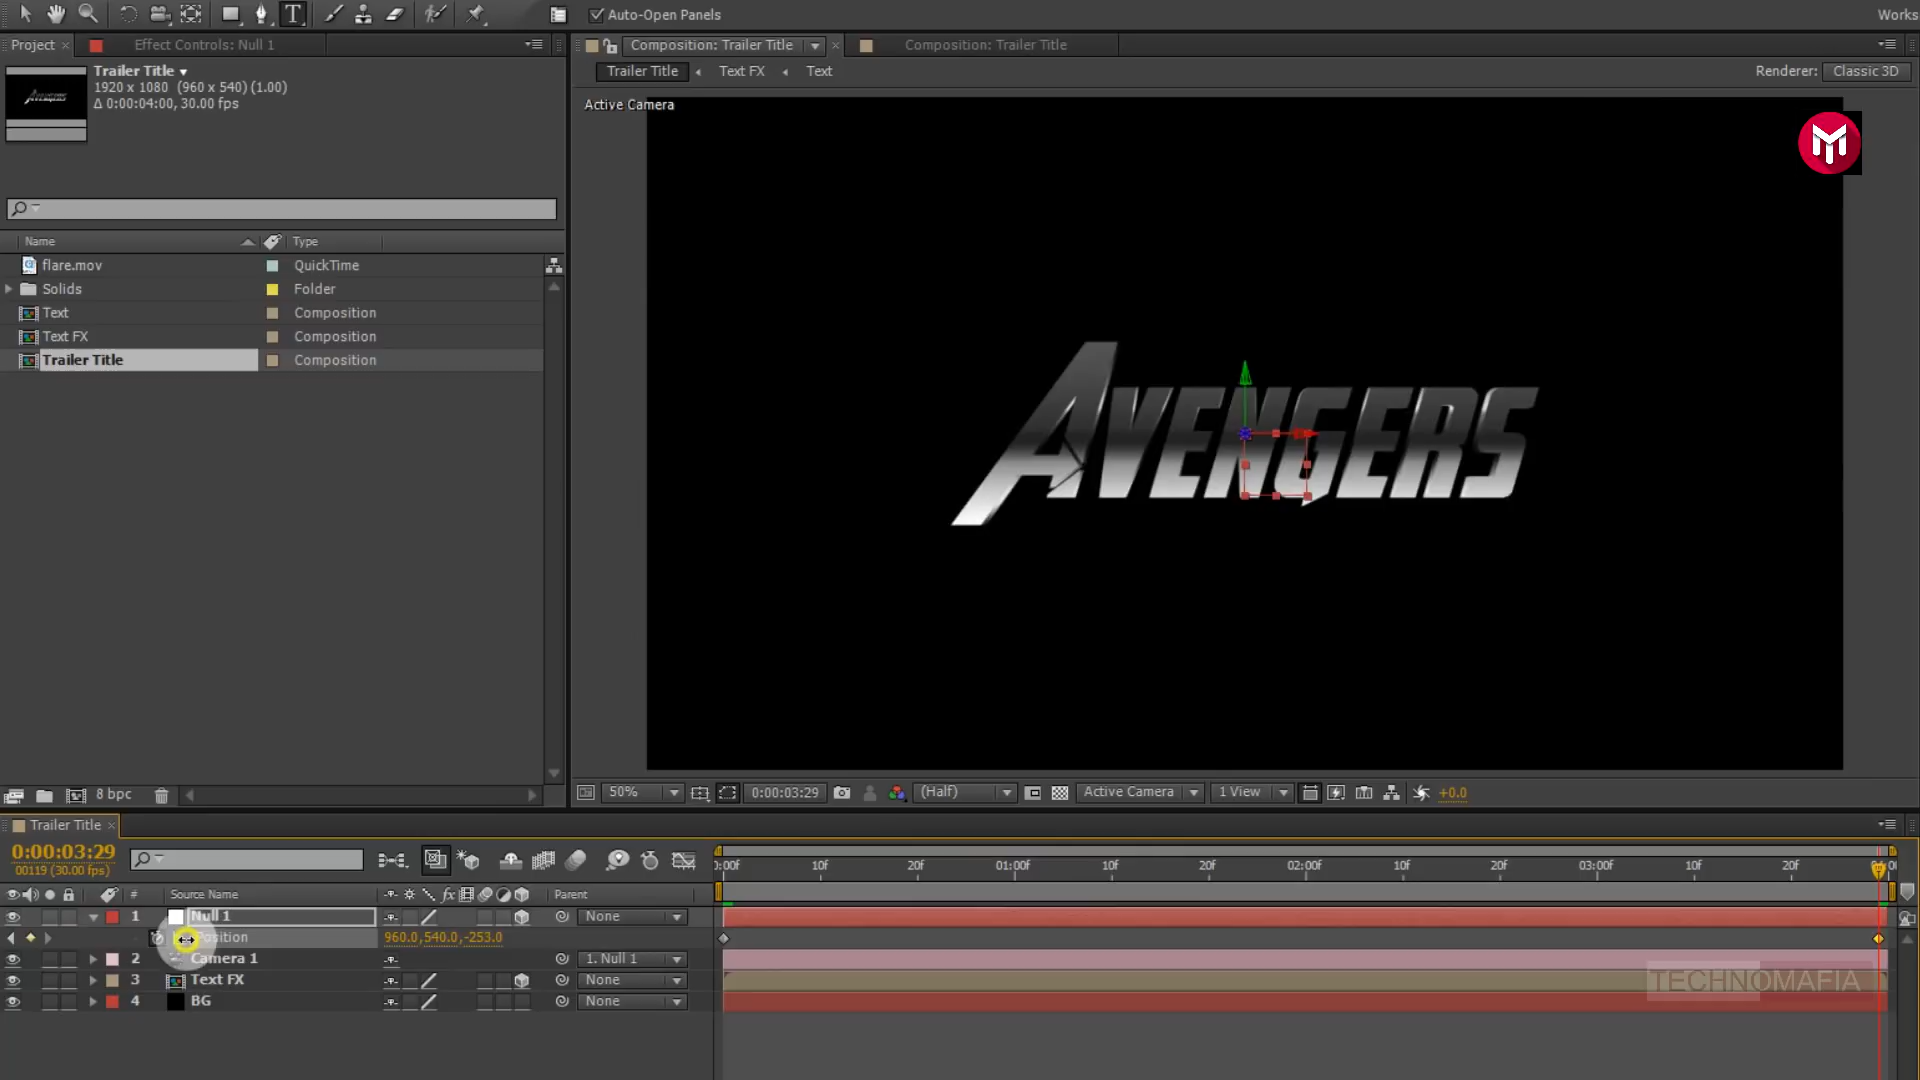 Auto-Open Panels
Works
Project ×
Effect Controls: Null 1
Composition: Trailer Title
Composition: Trailer Title
Trailer Title
1920 x 1080 (960 x 540) (1.00)
Δ 0:00:04:00, 30.00 fps
Trailer Title
Text FX
Text
Renderer:
Classic 3D
Active Camera
Name
Type
flare.mov
QuickTime
Solids
Folder
Text
Composition
Text FX
Composition
Trailer Title
Composition
AVENGERS
8 bpc
50%
0:00:03:29
(Half)
Active Camera
1 View
+0.0
Trailer Title ×
0:00:03:29
00119 (30.00 fps)
):00f
10f
20f
01:00f
10f
20f
02:00f
10f
20f
03:00f
10f
20f
#
Source Name
fx
Parent
1
Null 1
None
Position
960.0,540.0,-253.0
2
Camera 1
1. Null 1
3
Text FX
None
4
BG
None
TECHNOMAFIA